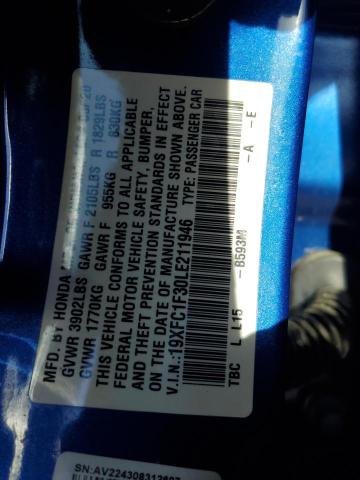 MFD. BY HONDA
GVWR 3902LBS GAWR F 2105LBS R 1829LBS
GVWR 1770KG GAWR F 955KG R 830KG
THIS VEHICLE CONFORMS TO ALL APPLICABLE
FEDERAL MOTOR VEHICLE SAFETY, BUMPER,
AND THEFT PREVENTION STANDARDS IN EFFECT
ON THE DATE OF MANUFACTURE SHOWN ABOVE.
V.I.N.: 19XFC1F30LE211946 TYPE: PASSENGER CAR
TBC L L15 -B593M -A -E